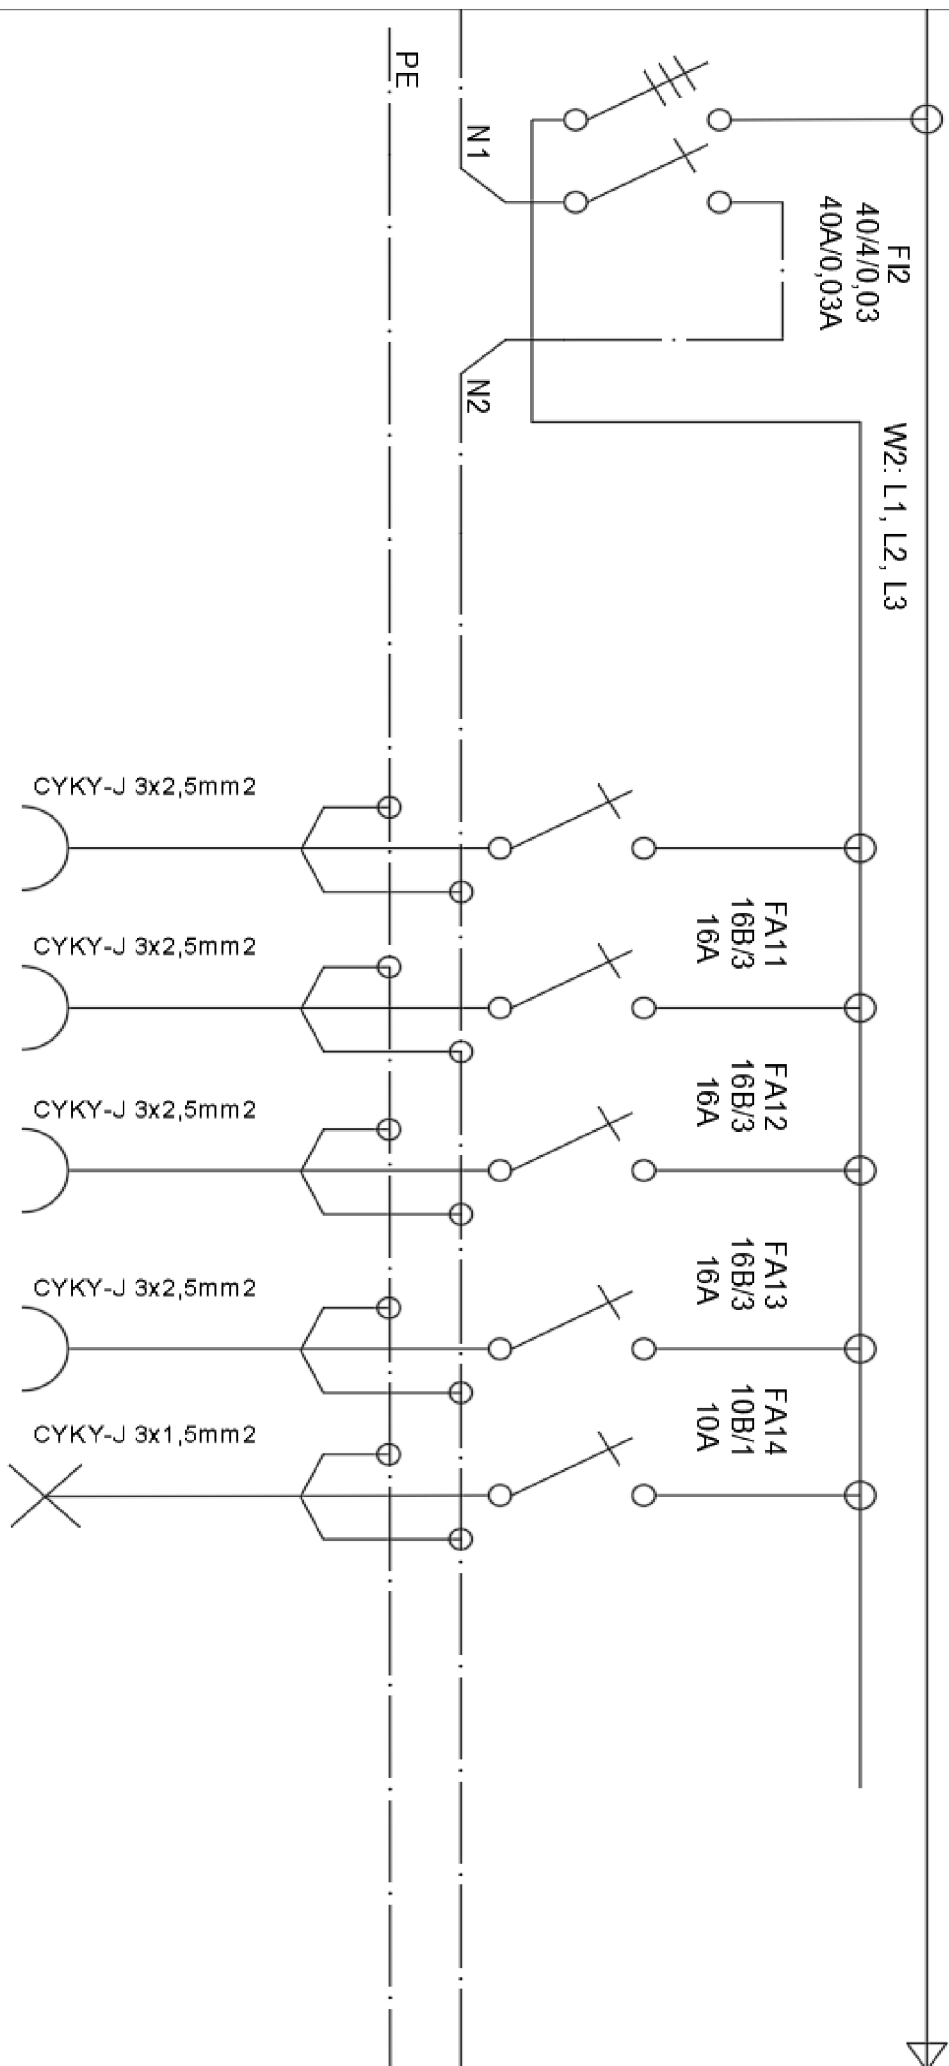 PE
N1
FI2
40/4/0,03
40A/0,03A
N2
W2: L1, L2, L3
CYKY-J 3x2,5mm2
FA11
16B/3
16A
CYKY-J 3x2,5mm2
FA12
16B/3
16A
CYKY-J 3x2,5mm2
FA13
16B/3
16A
CYKY-J 3x2,5mm2
FA14
10B/1
10A
CYKY-J 3x1,5mm2